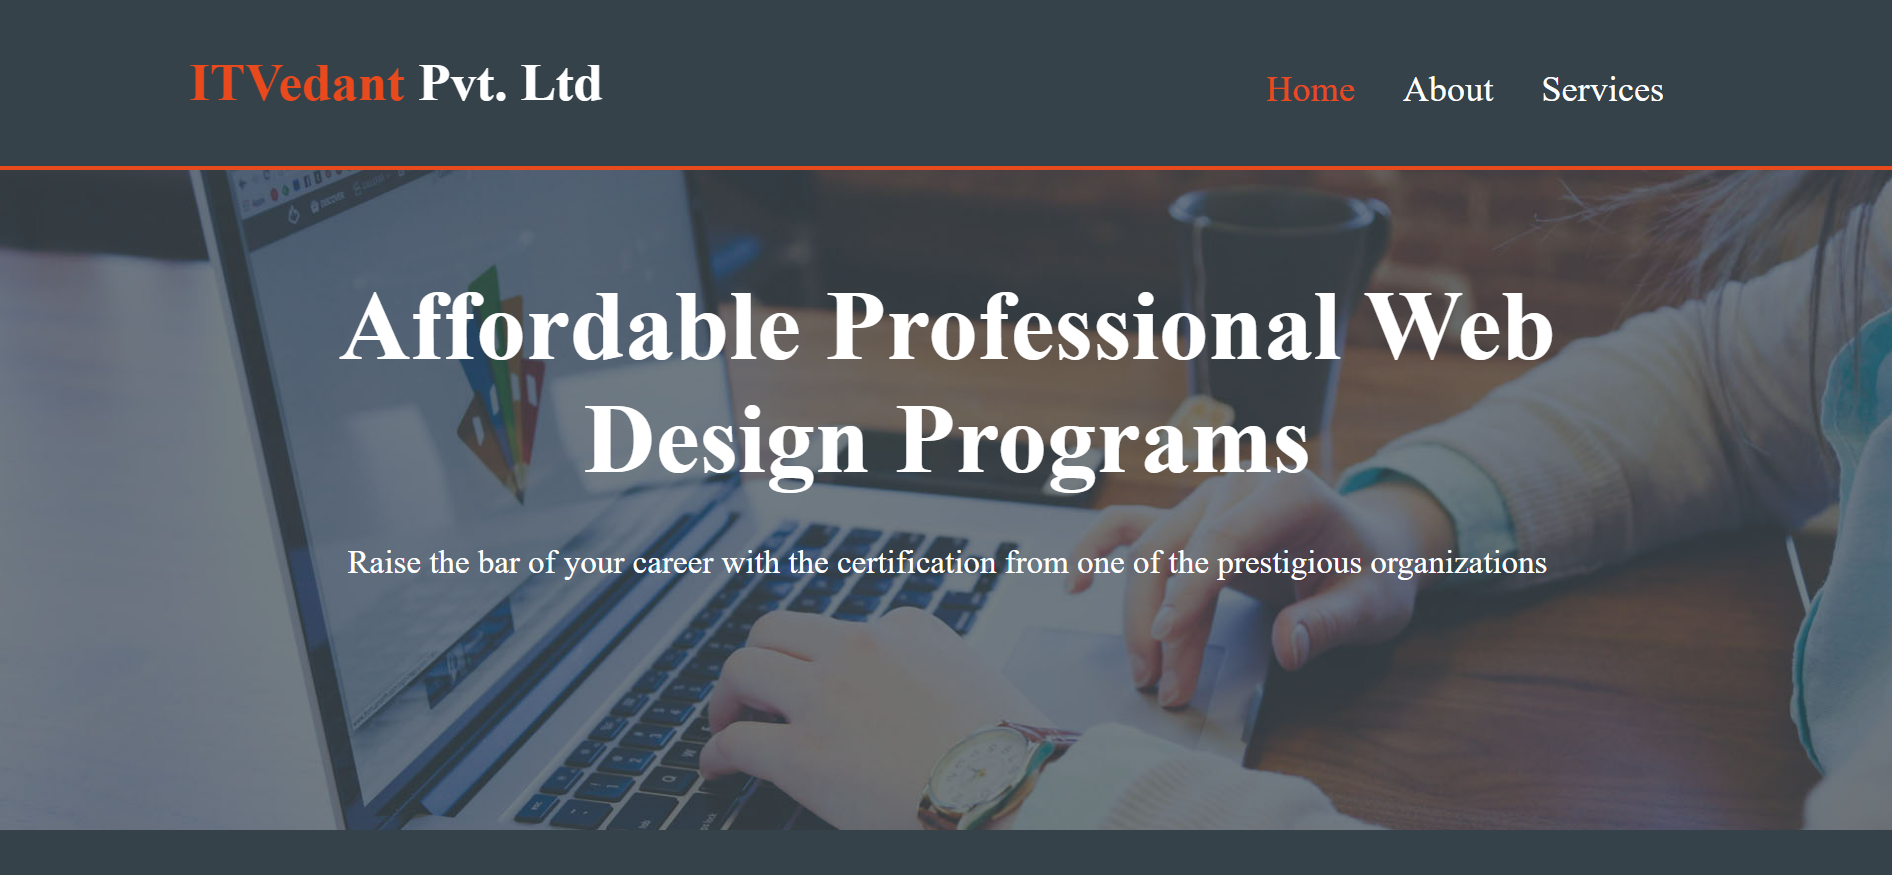 ITVedant Pvt. Ltd
Home About Services
DISCOVER
Affordable Professional Web
Design Programs
Raise the bar of your career with the certification from one of the prestigious organizations